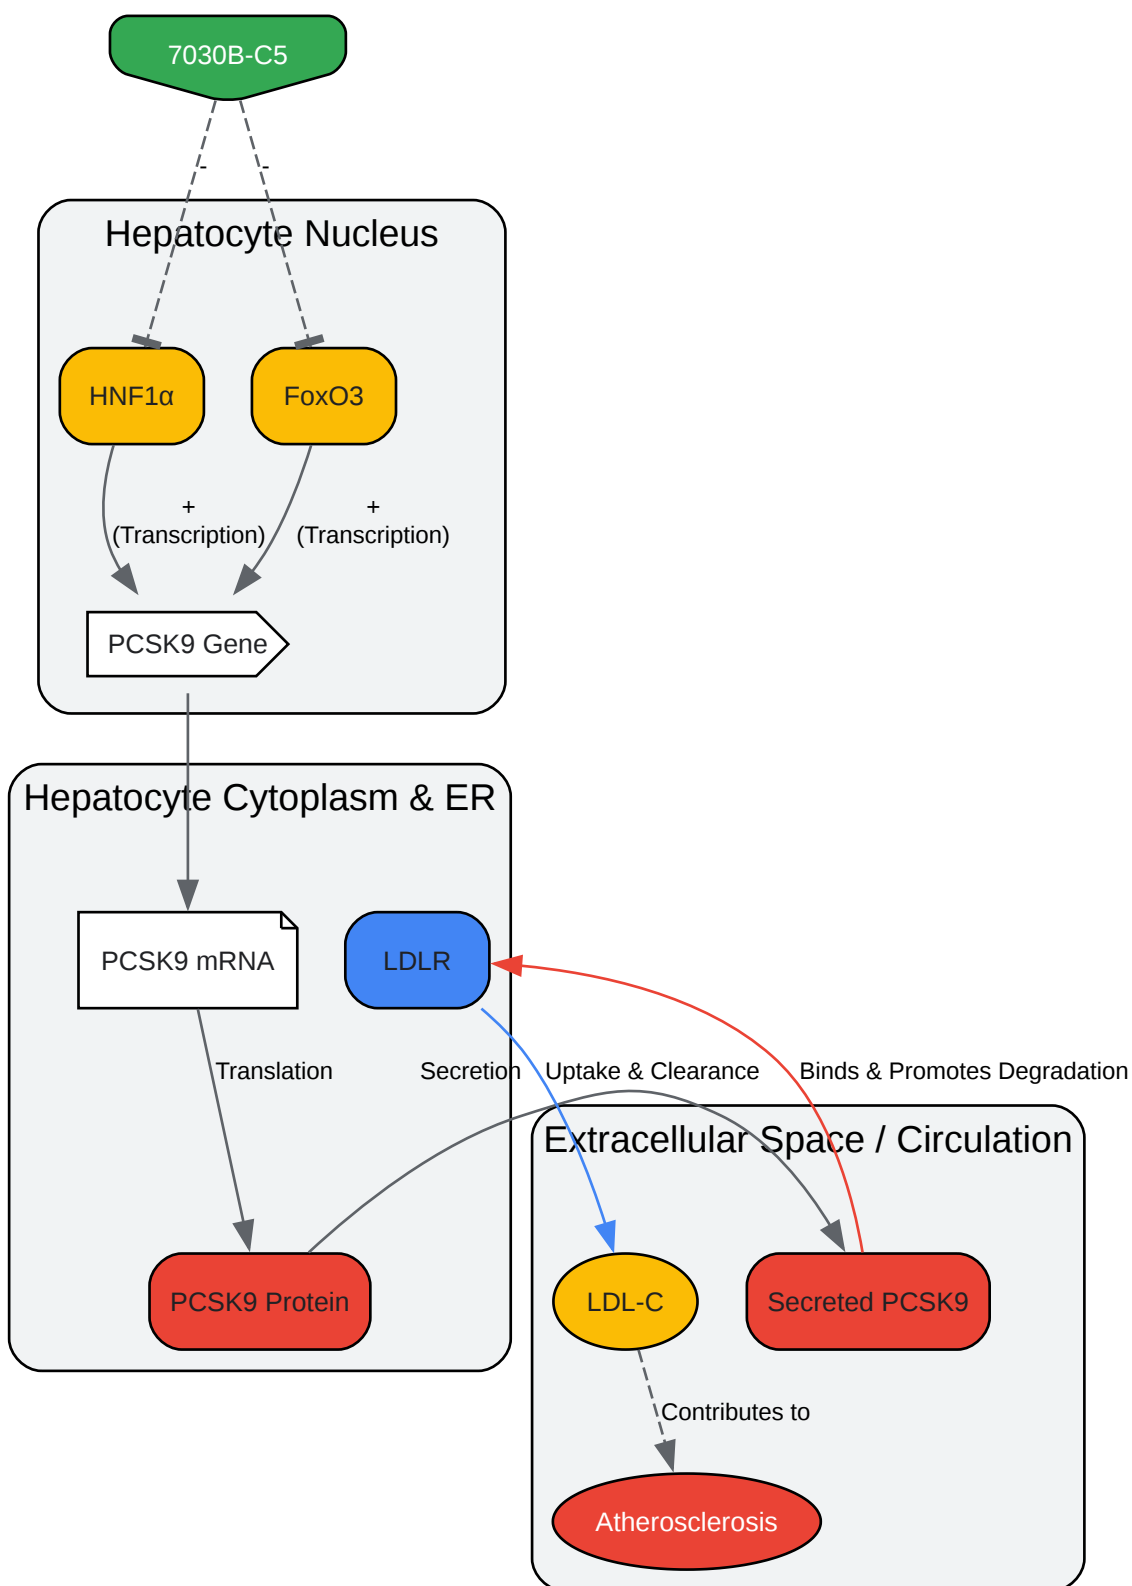 7030B-C5
-
-
Hepatocyte Nucleus
HNF1α
FoxO3
+
(Transcription)
+
(Transcription)
PCSK9 Gene
Hepatocyte Cytoplasm & ER
PCSK9 mRNA
LDLR
Translation
Secretion
Uptake & Clearance
Binds & Promotes Degradation
Extracellular Space / Circulation
PCSK9 Protein
LDL-C
Secreted PCSK9
Contributes to
Atherosclerosis